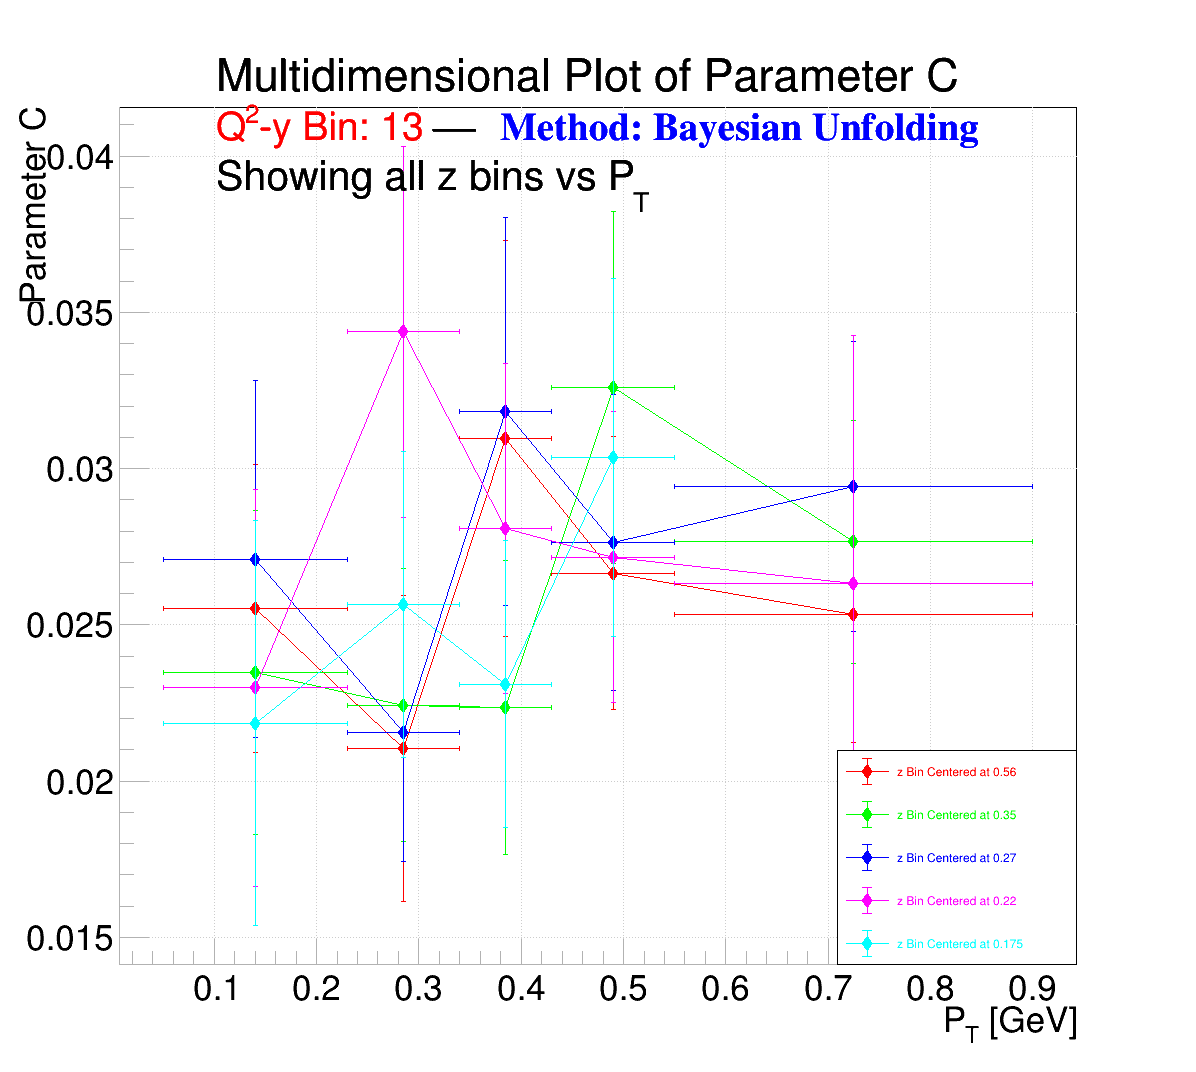 Multidimensional Plot of Parameter C
Q²-y Bin: 13 — Method: Bayesian Unfolding
Showing all z bins vs P_T
Parameter C
0.04
0.035
0.03
0.025
0.02
0.015
z Bin Centered at 0.56
z Bin Centered at 0.35
z Bin Centered at 0.27
z Bin Centered at 0.22
z Bin Centered at 0.175
0.1 0.2 0.3 0.4 0.5 0.6 0.7 0.8 0.9
P_T [GeV]